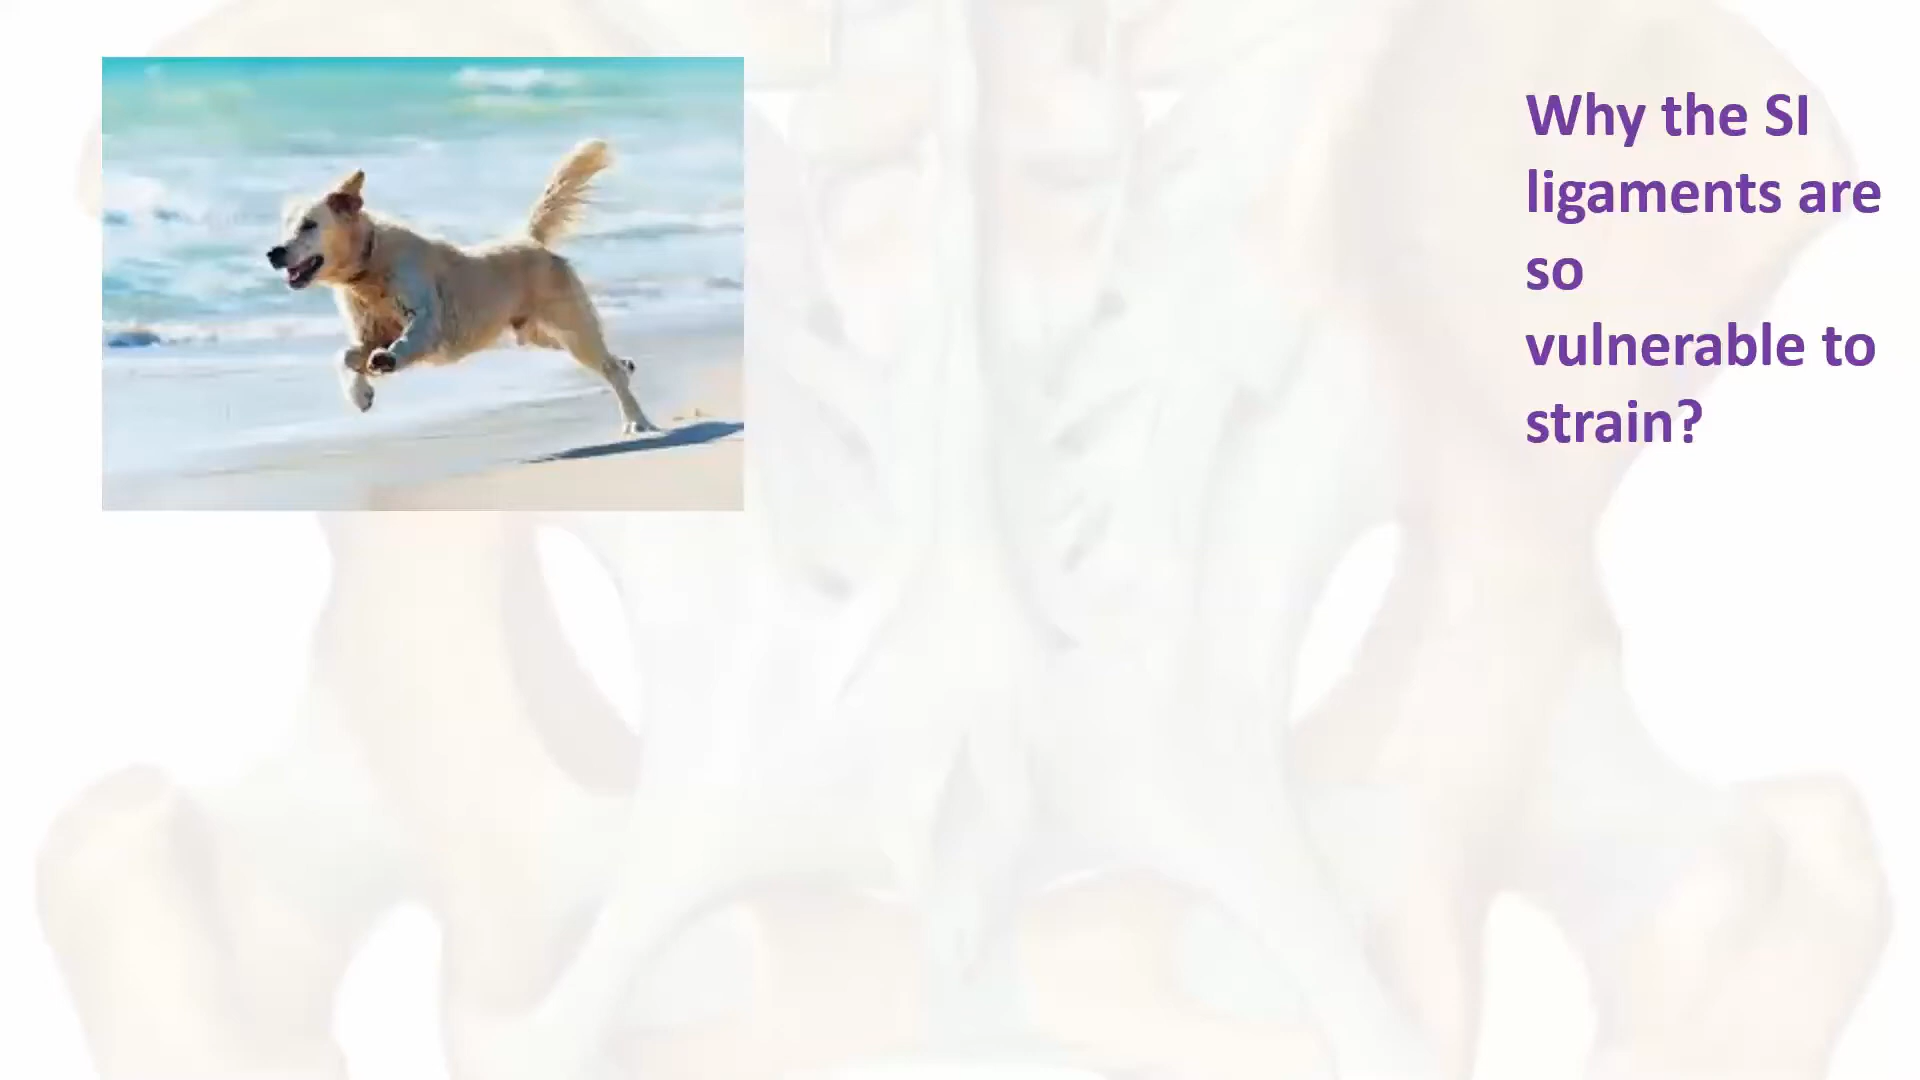 Why the SI
ligaments are
so
vulnerable to
strain?